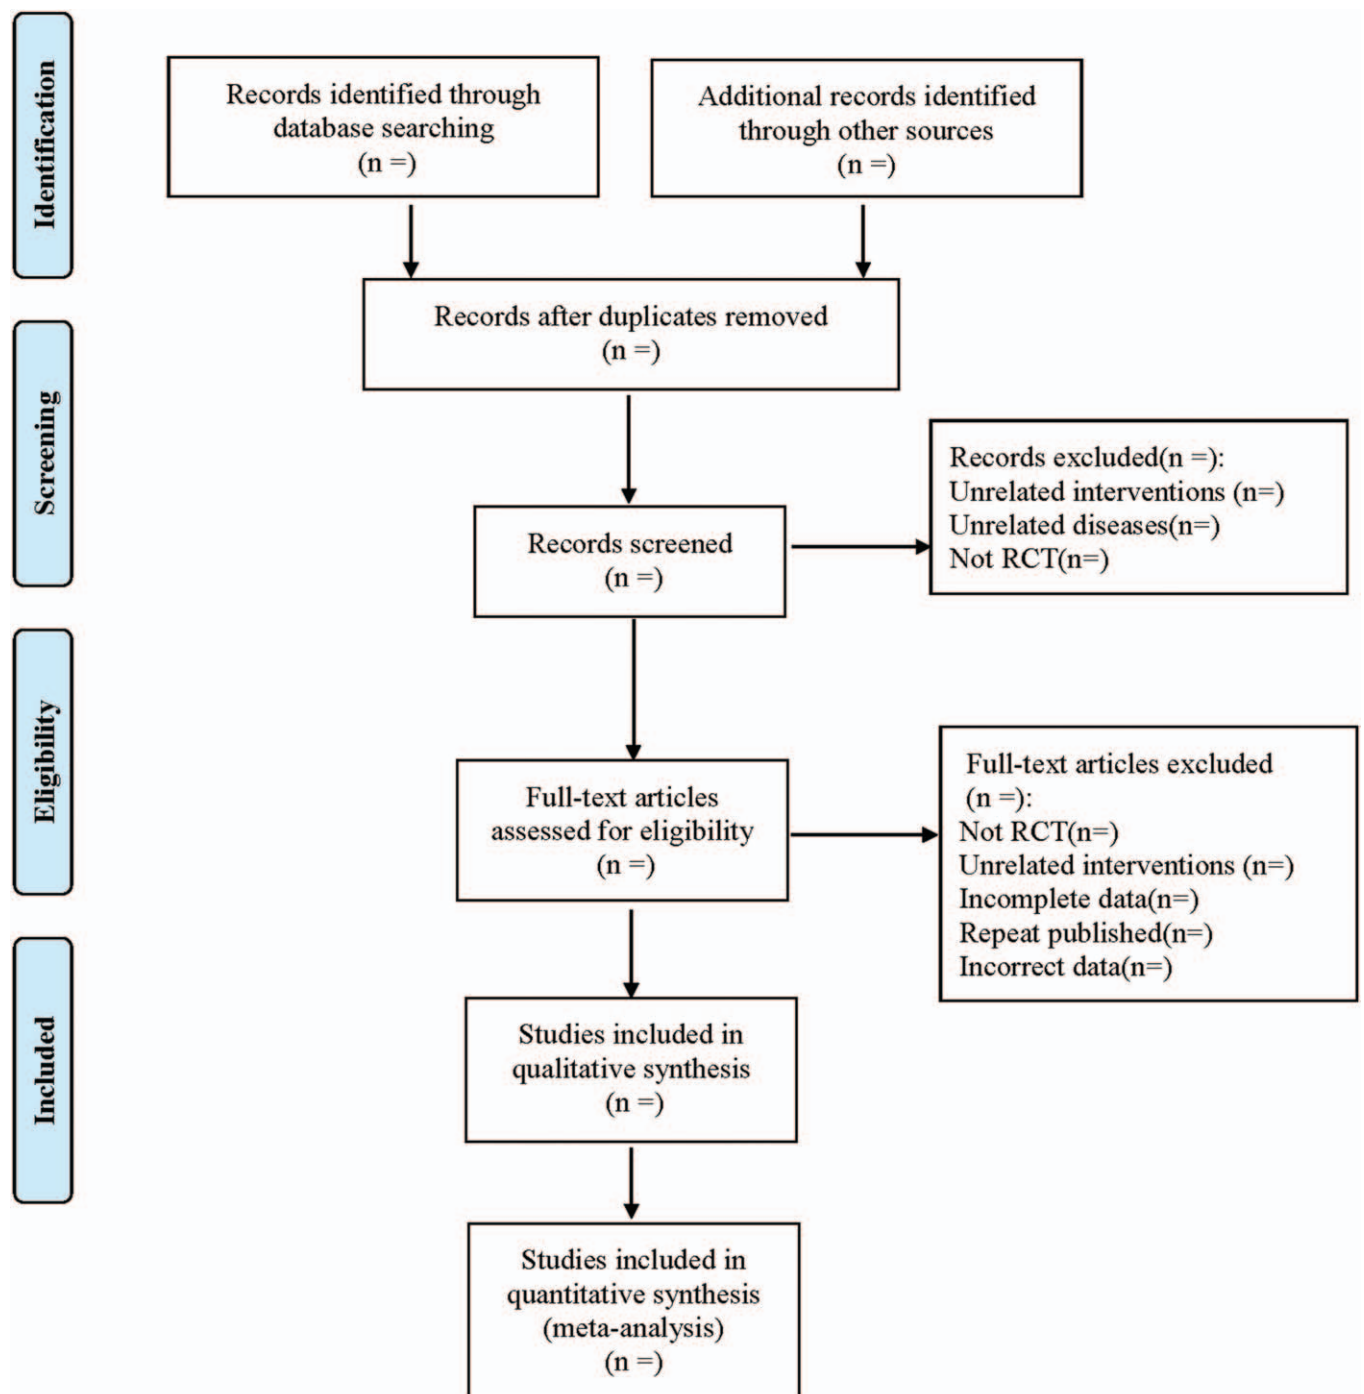 Identification
Records identified through
database searching
(n =)
Additional records identified
through other sources
(n =)
Records after duplicates removed
(n =)
Screening
Records excluded(n =):
Unrelated interventions (n=)
Unrelated diseases(n=)
Not RCT(n=)
Records screened
(n =)
Eligibility
Full-text articles
assessed for eligibility
(n =)
Full-text articles excluded
(n =):
Not RCT(n=)
Unrelated interventions (n=)
Incomplete data(n=)
Repeat published(n=)
Incorrect data(n=)
Included
Studies included in
qualitative synthesis
(n =)
Studies included in
quantitative synthesis
(meta-analysis)
(n =)